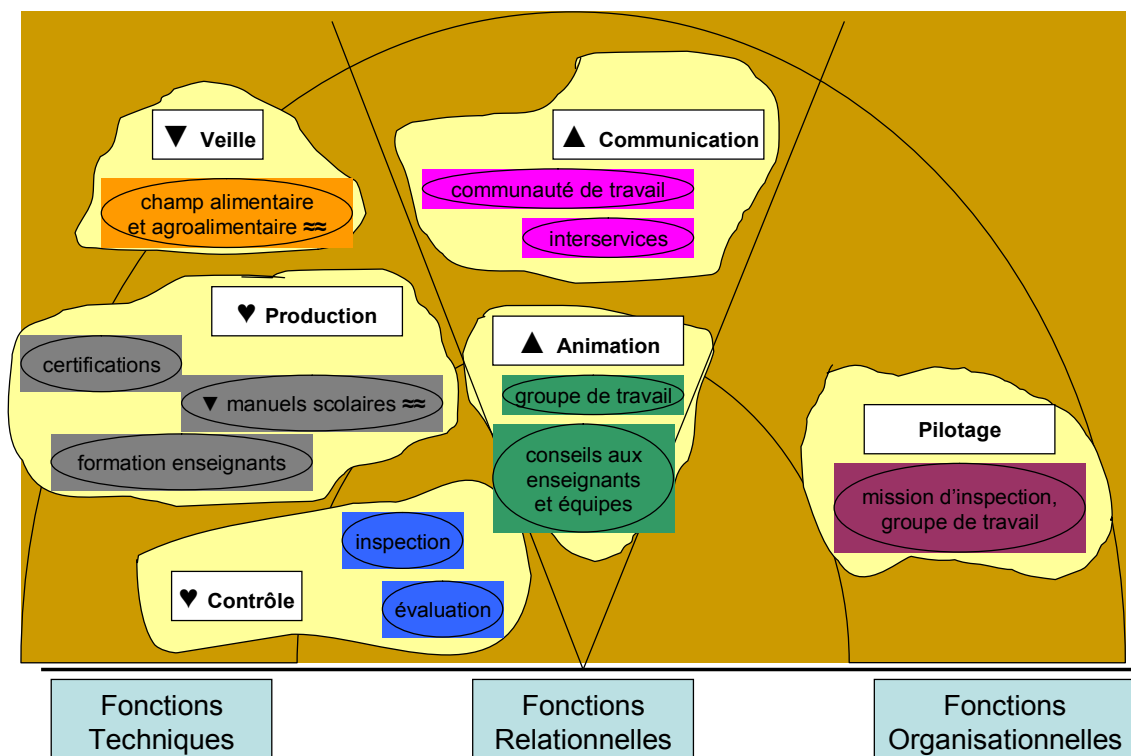 ▼ Veille
champ alimentaire
et agroalimentaire ≈≈
▲ Communication
communauté de travail
interservices
♥ Production
certifications
▼ manuels scolaires ≈≈
formation enseignants
▲ Animation
groupe de travail
conseils aux
enseignants
et équipes
Pilotage
mission d’inspection,
groupe de travail
♥ Contrôle
inspection
évaluation
Fonctions
Techniques
Fonctions
Relationnelles
Fonctions
Organisationnelles